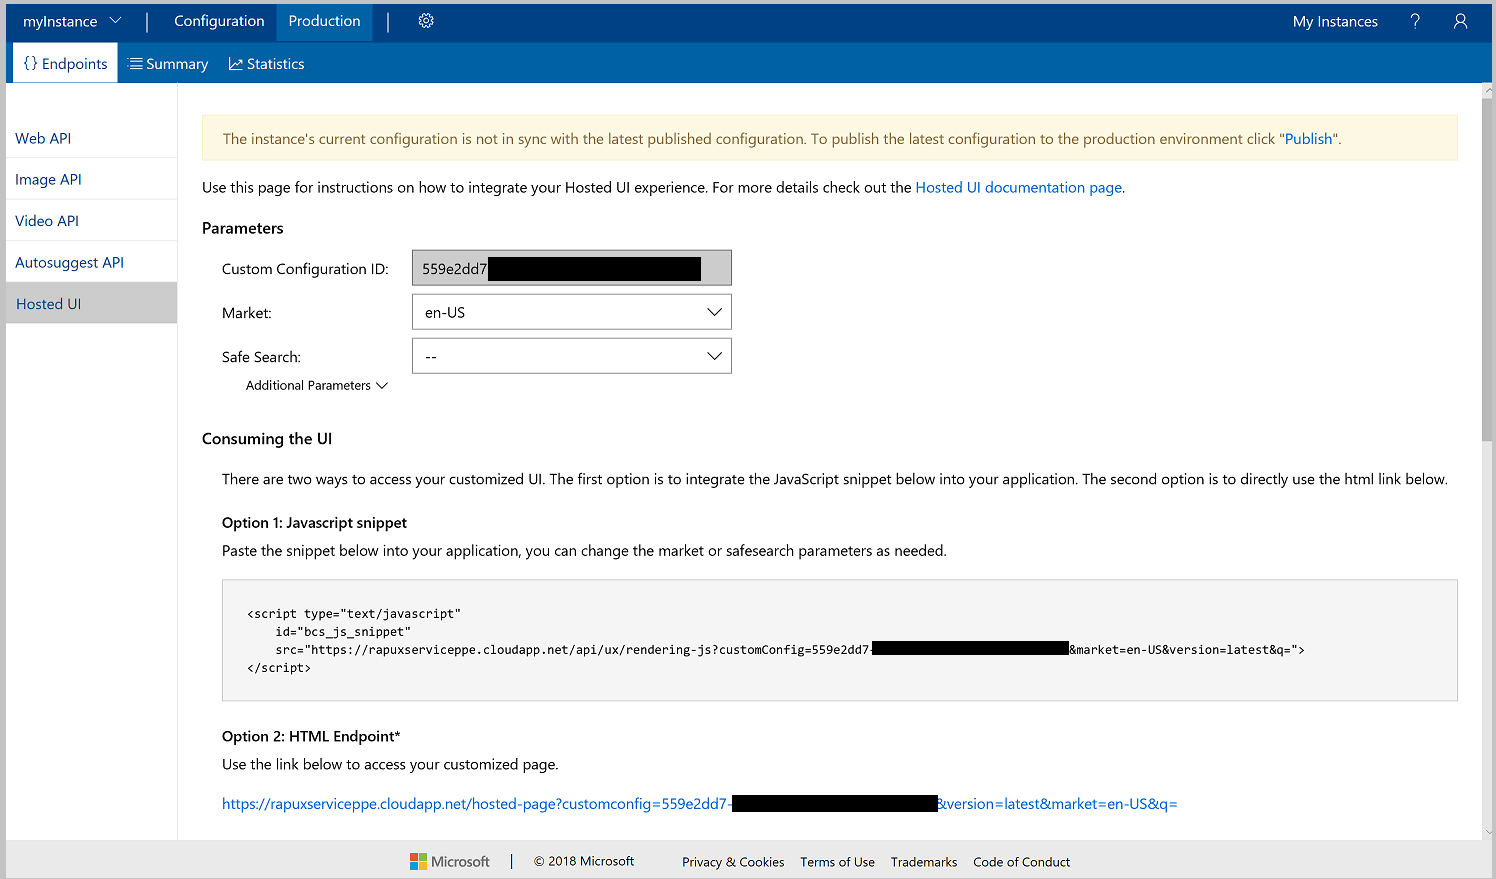 myInstance
Configuration
Production
My Instances
?
{} Endpoints
Summary
Statistics
Web API
Image API
Video API
Autosuggest API
Hosted UI
The instance's current configuration is not in sync with the latest published configuration. To publish the latest configuration to the production environment click "Publish".
Use this page for instructions on how to integrate your Hosted UI experience. For more details check out the Hosted UI documentation page.
Parameters
Custom Configuration ID:
559e2dd7
Market:
en-US
Safe Search:
--
Additional Parameters
Consuming the UI
There are two ways to access your customized UI. The first option is to integrate the JavaScript snippet below into your application. The second option is to directly use the html link below.
Option 1: Javascript snippet
Paste the snippet below into your application, you can change the market or safesearch parameters as needed.
<script type="text/javascript"
id="bcs_js_snippet"
src="https://rapuxserviceppe.cloudapp.net/api/ux/rendering-js?customConfig=559e2dd7- &market=en-US&version=latest&q=">
</script>
Option 2: HTML Endpoint*
Use the link below to access your customized page.
https://rapuxserviceppe.cloudapp.net/hosted-page?customconfig=559e2dd7- &version=latest&market=en-US&q=
Microsoft
© 2018 Microsoft
Privacy & Cookies
Terms of Use
Trademarks
Code of Conduct